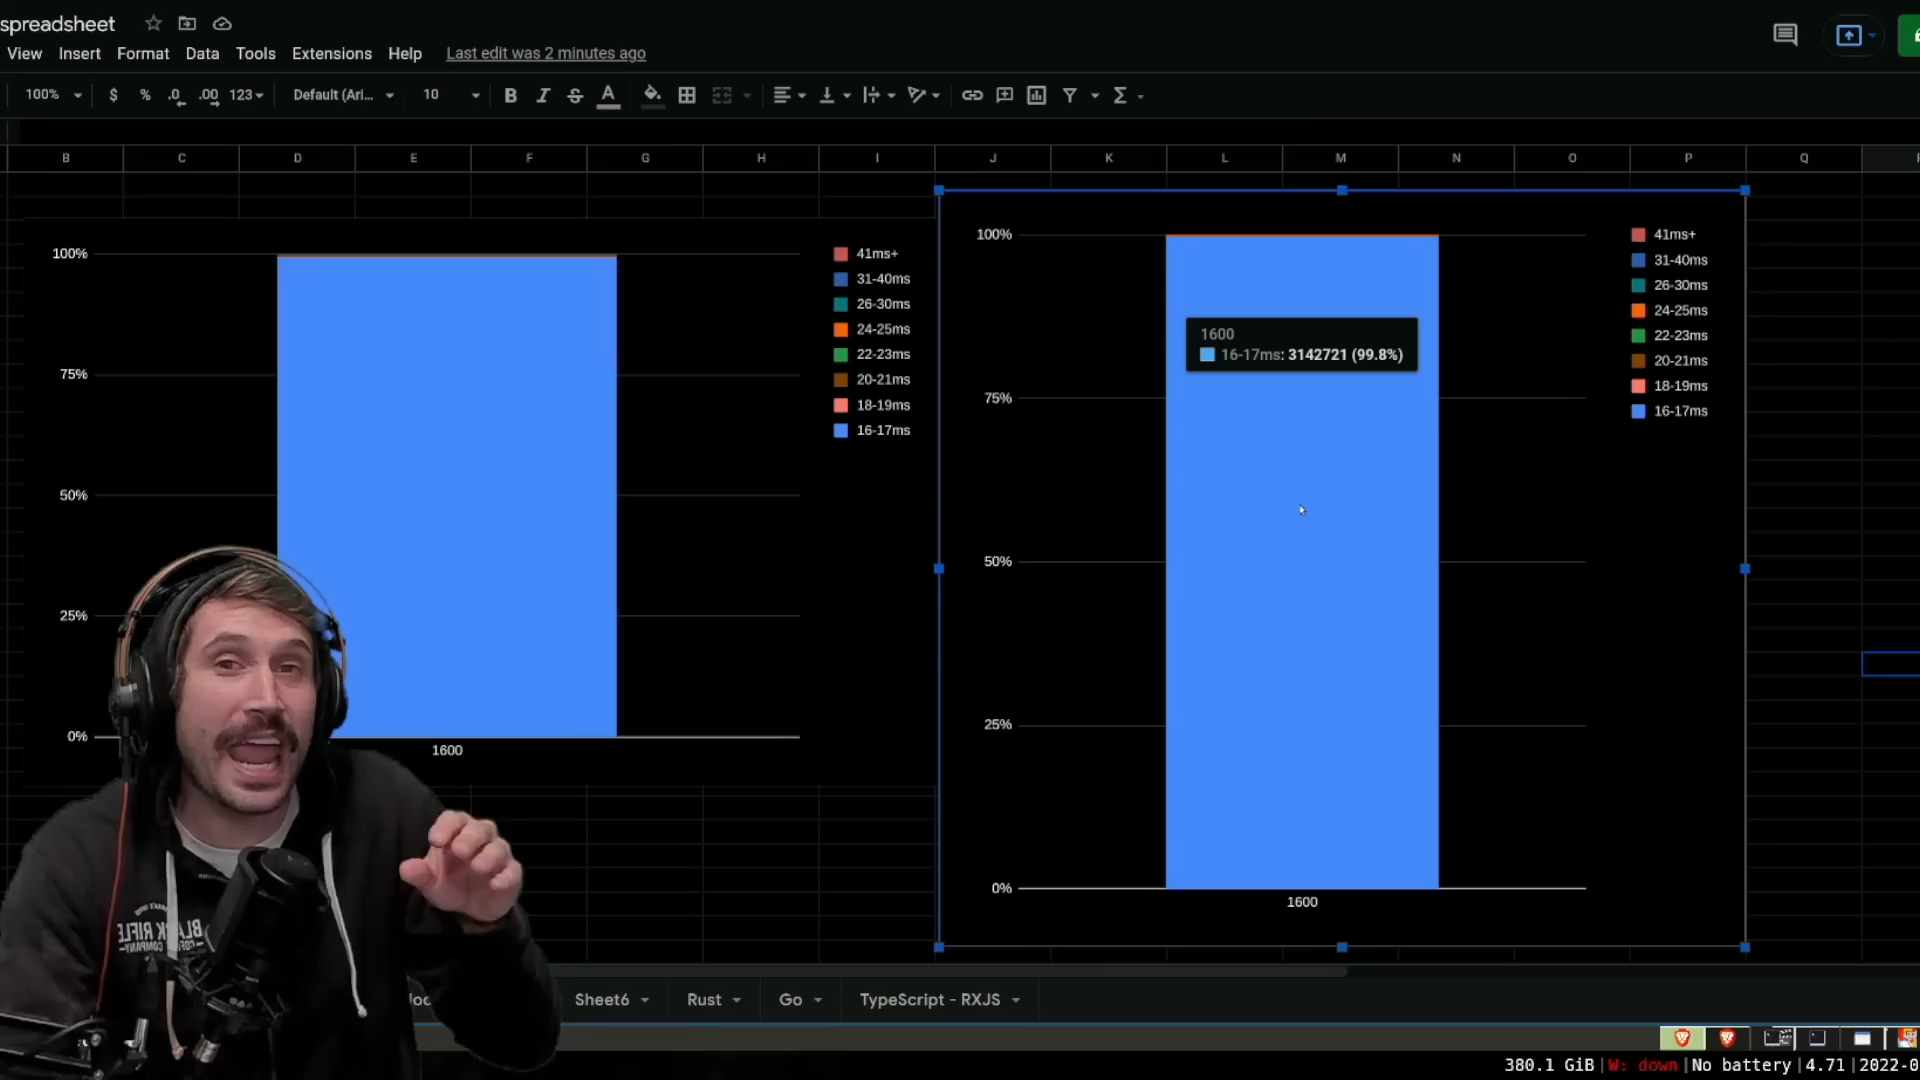 spreadsheet
View Insert Format Data Tools Extensions Help Last edit was 2 minutes ago
100% $ % .0 .00 123 Default (Ari... 10 B I S A Σ
B C D E F G H I J K L M N O P Q
100%
75%
50%
25%
0%
1600
41ms+
31-40ms
26-30ms
24-25ms
22-23ms
20-21ms
18-19ms
16-17ms
100%
75%
50%
25%
0%
1600
1600
16-17ms: 3142721 (99.8%)
41ms+
31-40ms
26-30ms
24-25ms
22-23ms
20-21ms
18-19ms
16-17ms
BLACK RIFLE
COFFEE
COMPANY
Sheet6 Rust Go TypeScript - RXJS
380.1 GiB|W: down|No battery|4.71|2022-0